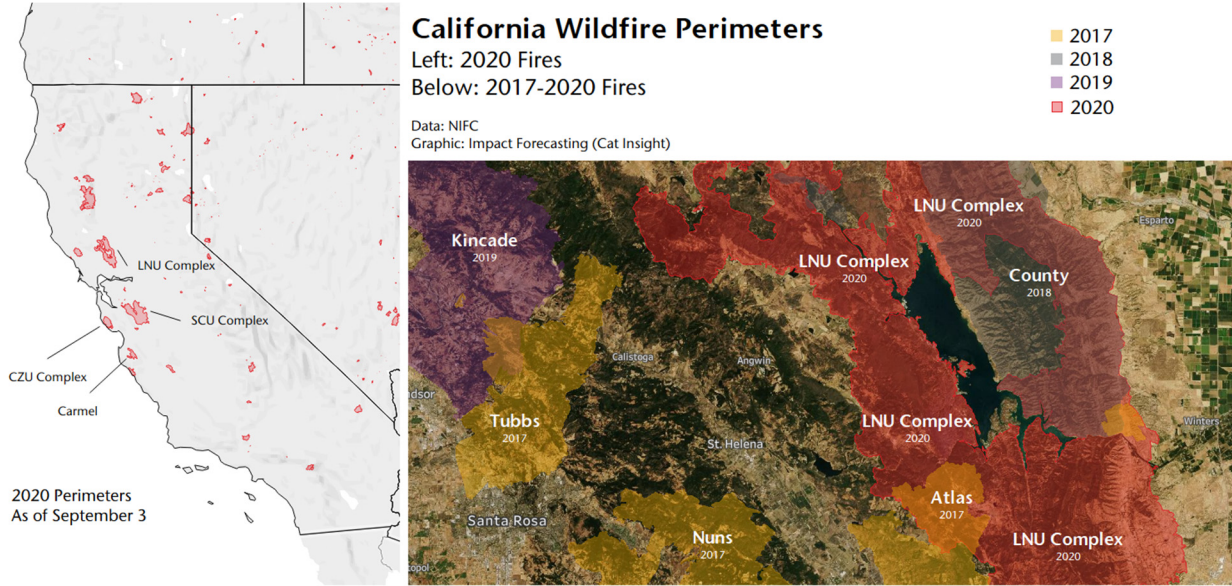 California Wildfire Perimeters
Left: 2020 Fires
Below: 2017-2020 Fires
Data: NIFC
Graphic: Impact Forecasting (Cat Insight)
2017
2018
2019
2020
LNU Complex
SCU Complex
CZU Complex
Carmel
2020 Perimeters
As of September 3
Kincade
2019
LNU Complex
2020
LNU Complex
2020
County
2018
Esparto
Calistoga
Angwin
ndsor
Tubbs
2017
St. Helena
LNU Complex
2020
Winters
Santa Rosa
Nuns
2017
Atlas
2017
LNU Complex
2020
topol